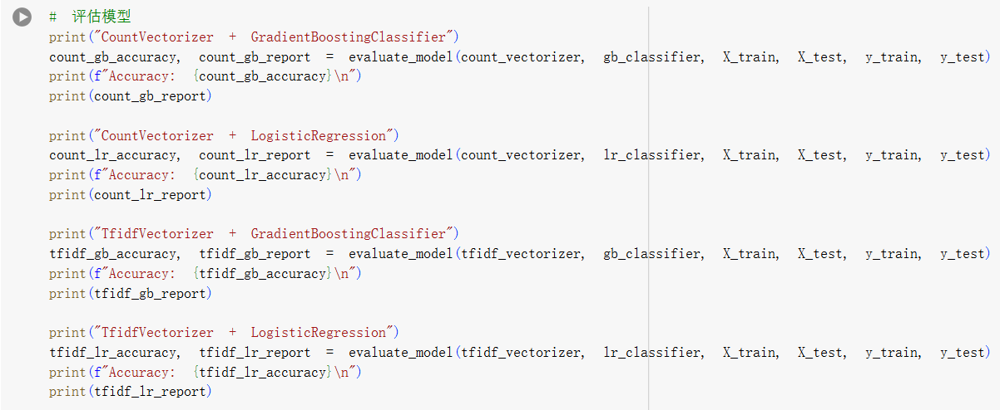 # 评估模型
print("CountVectorizer + GradientBoostingClassifier")
count_gb_accuracy, count_gb_report = evaluate_model(count_vectorizer, gb_classifier, X_train, X_test, y_train, y_test)
print(f"Accuracy: {count_gb_accuracy}\n")
print(count_gb_report)

print("CountVectorizer + LogisticRegression")
count_lr_accuracy, count_lr_report = evaluate_model(count_vectorizer, lr_classifier, X_train, X_test, y_train, y_test)
print(f"Accuracy: {count_lr_accuracy}\n")
print(count_lr_report)

print("TfidfVectorizer + GradientBoostingClassifier")
tfidf_gb_accuracy, tfidf_gb_report = evaluate_model(tfidf_vectorizer, gb_classifier, X_train, X_test, y_train, y_test)
print(f"Accuracy: {tfidf_gb_accuracy}\n")
print(tfidf_gb_report)

print("TfidfVectorizer + LogisticRegression")
tfidf_lr_accuracy, tfidf_lr_report = evaluate_model(tfidf_vectorizer, lr_classifier, X_train, X_test, y_train, y_test)
print(f"Accuracy: {tfidf_lr_accuracy}\n")
print(tfidf_lr_report)